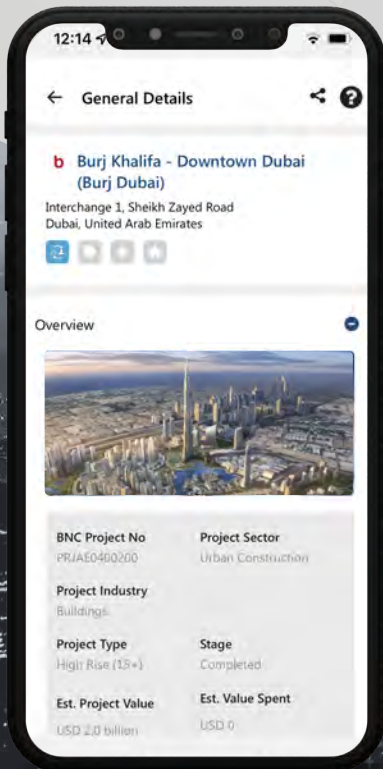 12:14
General Details
b Burj Khalifa - Downtown Dubai
(Burj Dubai)
Interchange 1, Sheikh Zayed Road
Dubai, United Arab Emirates
Overview
BNC Project No Project Sector
PRJAE0400200 Urban Construction
Project Industry
Buildings
Project Type Stage
High Rise (13+) Completed
Est. Project Value Est. Value Spent
USD 2.0 billion USD 0